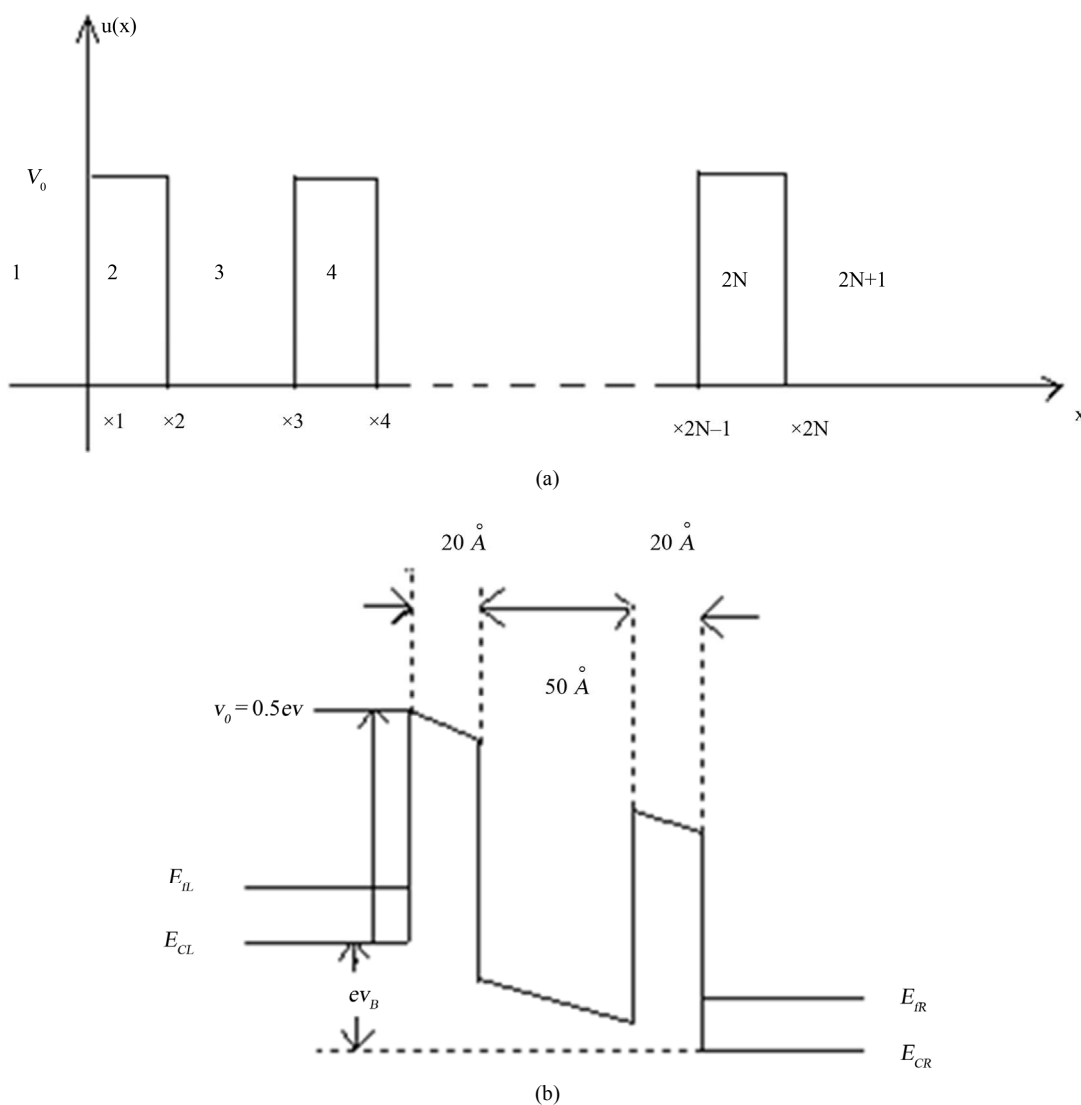 u(x)
V0
1 2 3 4 2N 2N+1
×1 ×2 ×3 ×4 ×2N–1 ×2N x
(a)
20 Å 20 Å
50 Å
v0 = 0.5ev
EfL
ECL
evB
EfR
ECR
(b)